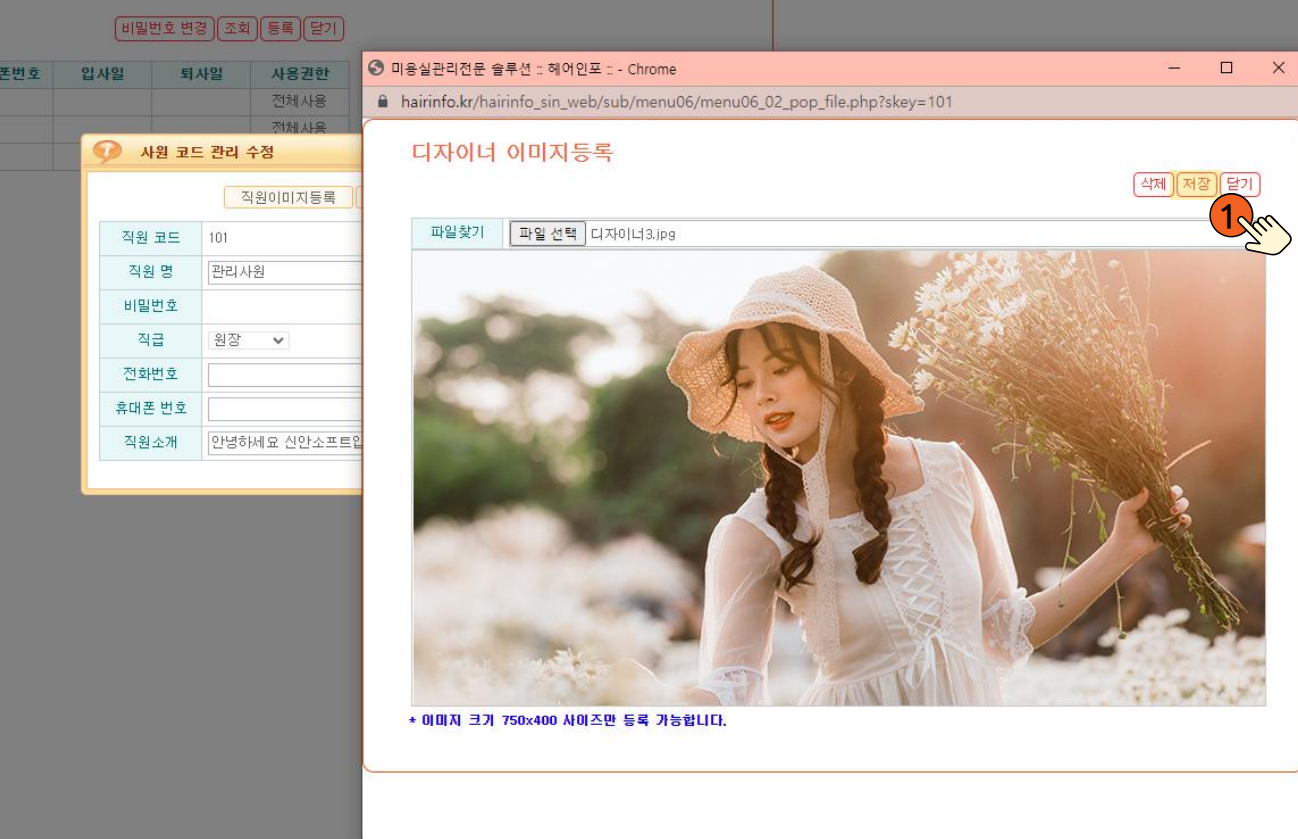 비밀번호 변경 조회 등록 닫기
폰번호 입사일 퇴사일 사용권한
전체사용
전체사용
사원 코드 관리 수정
직원이미지등록
직원 코드 101
직원 명 관리사원
비밀번호
직급 원장
전화번호
휴대폰 번호
직원소개 안녕하세요 신안소프트입
미용실관리전문 솔루션 :: 헤어인포 :: - Chrome
hairinfo.kr/hairinfo_sin_web/sub/menu06/menu06_02_pop_file.php?skey=101
디자이너 이미지등록
삭제 저장 닫기
1
파일찾기 파일 선택 디자이너3.jpg
* 이미지 크기 750x400 사이즈만 등록 가능합니다.